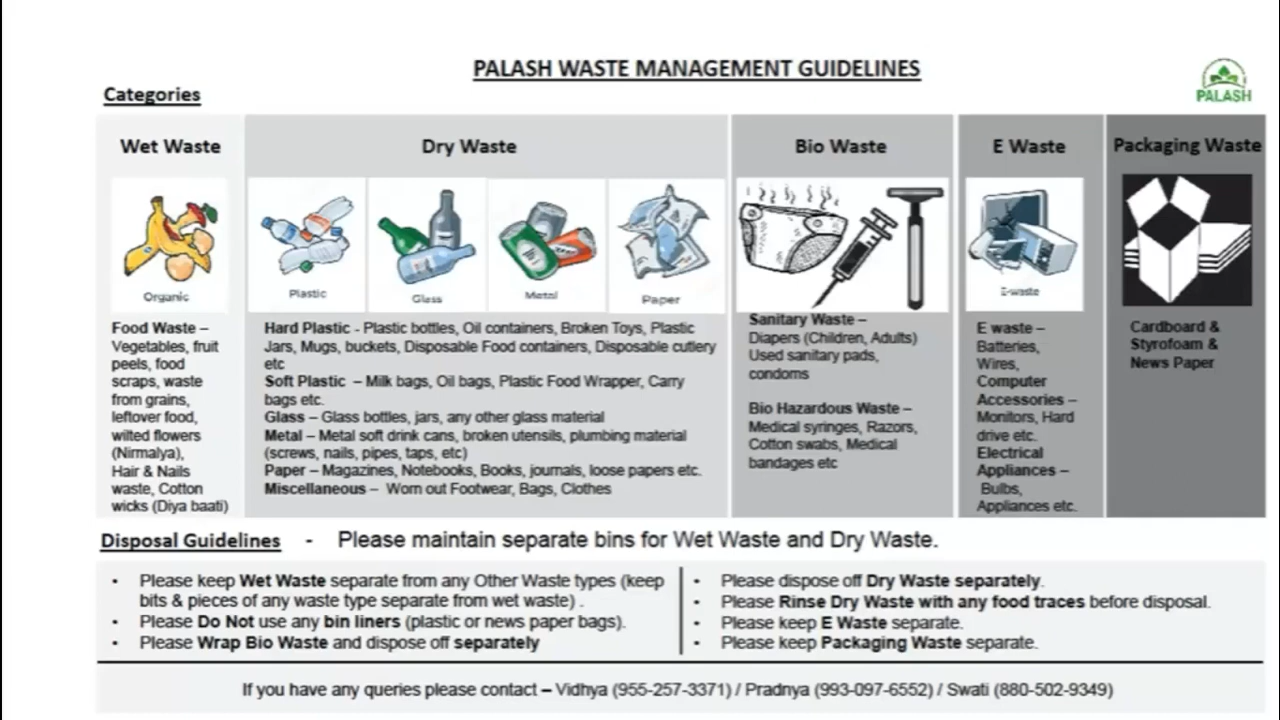 PALASH WASTE MANAGEMENT GUIDELINES
PALASH
Categories
Wet Waste
Organic
Food Waste –
Vegetables, fruit
peels, food
scraps, waste
from grains,
leftover food,
wilted flowers
(Nirmalya),
Hair & Nails
waste, Cotton
wicks (Diya baati)
Dry Waste
Plastic
Glass
Metal
Paper
Hard Plastic - Plastic bottles, Oil containers, Broken Toys, Plastic
Jars, Mugs, buckets, Disposable Food containers, Disposable cutlery
etc
Soft Plastic – Milk bags, Oil bags, Plastic Food Wrapper, Carry
bags etc.
Glass – Glass bottles, jars, any other glass material
Metal – Metal soft drink cans, broken utensils, plumbing material
(screws, nails, pipes, taps, etc)
Paper – Magazines, Notebooks, Books, journals, loose papers etc.
Miscellaneous – Worn out Footwear, Bags, Clothes
Bio Waste
Sanitary Waste –
Diapers (Children, Adults)
Used sanitary pads,
condoms
Bio Hazardous Waste –
Medical syringes, Razors,
Cotton swabs, Medical
bandages etc
E Waste
E-waste
E waste –
Batteries,
Wires,
Computer
Accessories –
Monitors, Hard
drive etc.
Electrical
Appliances –
Bulbs,
Appliances etc.
Packaging Waste
Cardboard &
Styrofoam &
News Paper
Disposal Guidelines - Please maintain separate bins for Wet Waste and Dry Waste.
• Please keep Wet Waste separate from any Other Waste types (keep
bits & pieces of any waste type separate from wet waste) .
• Please Do Not use any bin liners (plastic or news paper bags).
• Please Wrap Bio Waste and dispose off separately
• Please dispose off Dry Waste separately.
• Please Rinse Dry Waste with any food traces before disposal.
• Please keep E Waste separate.
• Please keep Packaging Waste separate.
If you have any queries please contact – Vidhya (955-257-3371) / Pradnya (993-097-6552) / Swati (880-502-9349)